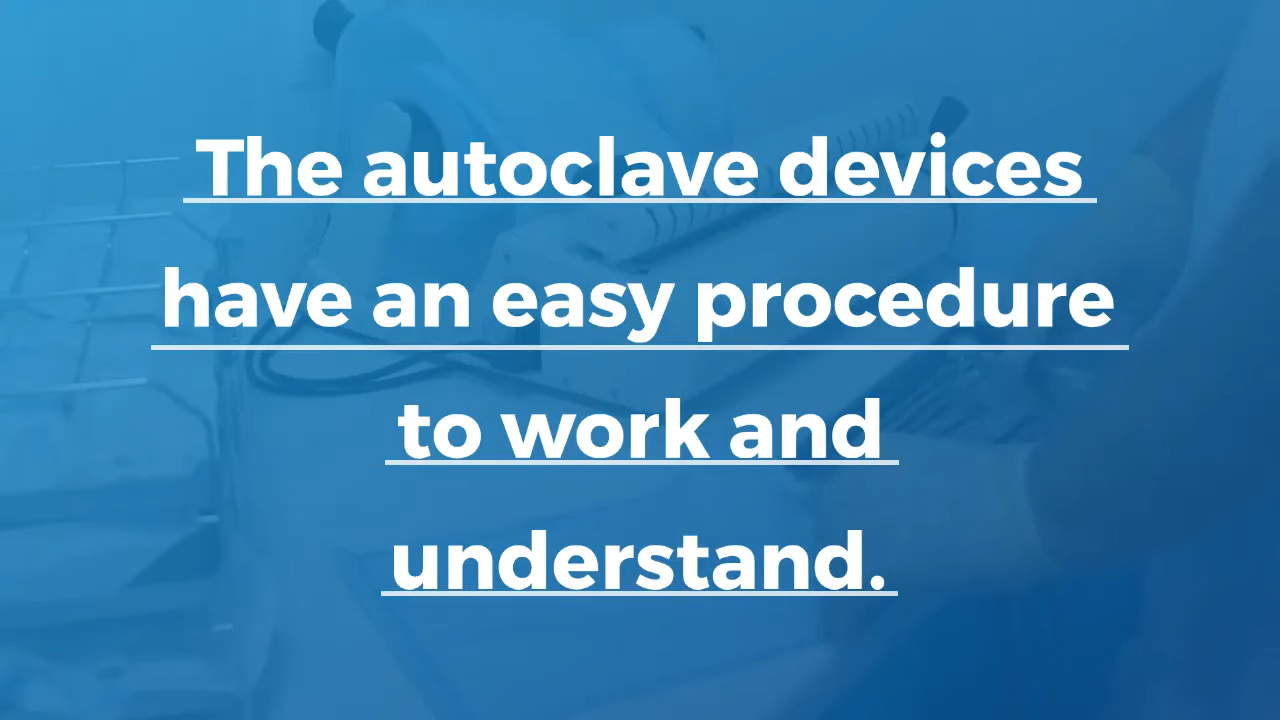 The autoclave devices
have an easy procedure
to work and
understand.